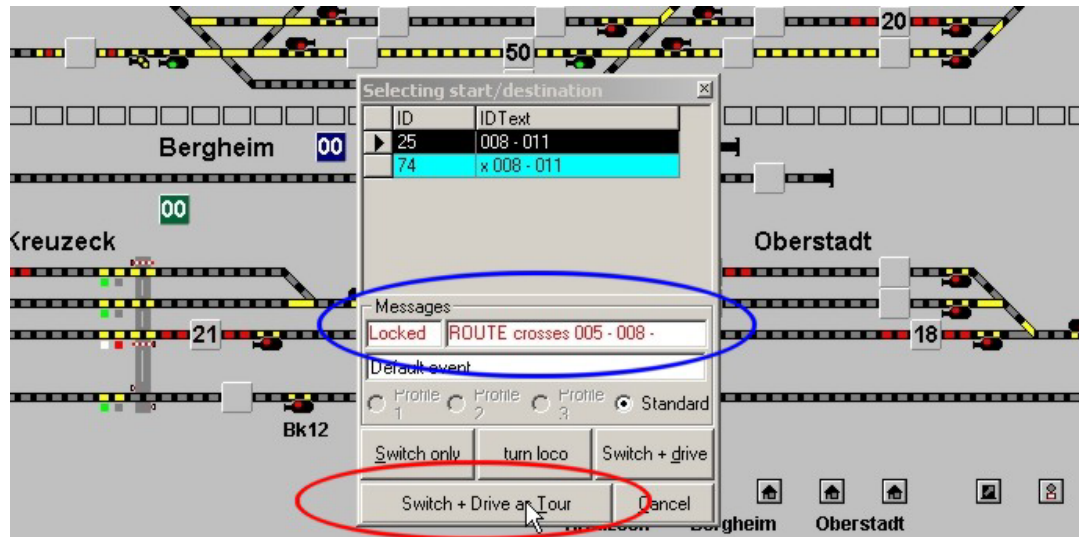 20
50
Selecting start/destination
ID IDText
25 008 - 011
74 x 008 - 011
Bergheim 00
00
Kreuzeck
Oberstadt
Messages
Locked ROUTE crosses 005 - 008 -
21
18
Default event
Profile 1 Profile 2 Profile 3 Standard
Bk12
Switch only turn loco Switch + drive
Switch + Drive as Tour Cancel
Bergheim Oberstadt